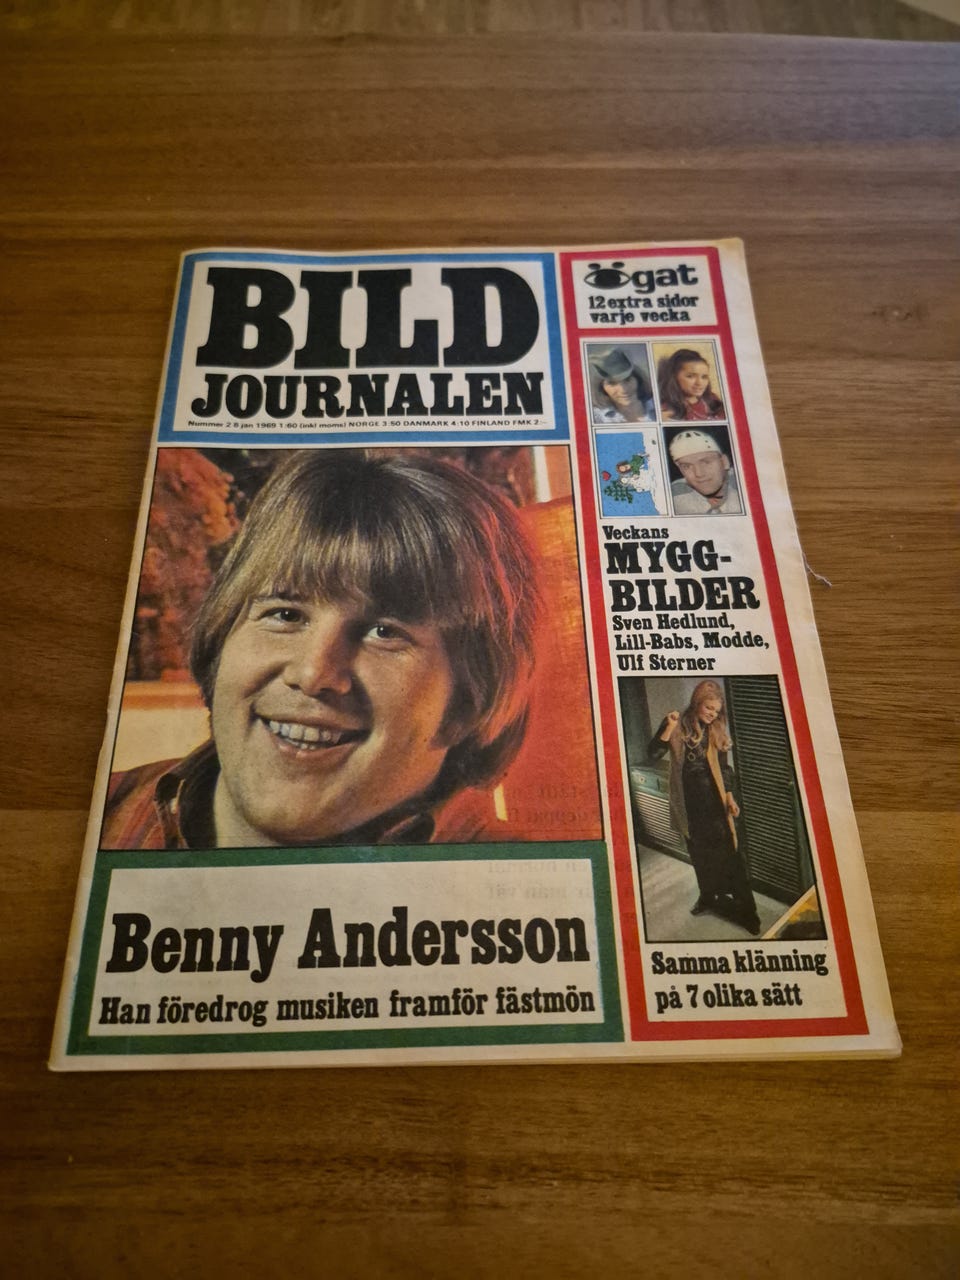 BILD
JOURNALEN
Nummer 2 8 jan 1969 1:60 (inkl moms) NORGE 3:50 DANMARK 4:10 FINLAND FMK 2:-
Benny Andersson
Han föredrog musiken framför fästmön
ögat
12 extra sidor
varje vecka
Veckans
MYGG-
BILDER
Sven Hedlund,
Lill-Babs, Modde,
Ulf Sterner
Samma klänning
på 7 olika sätt